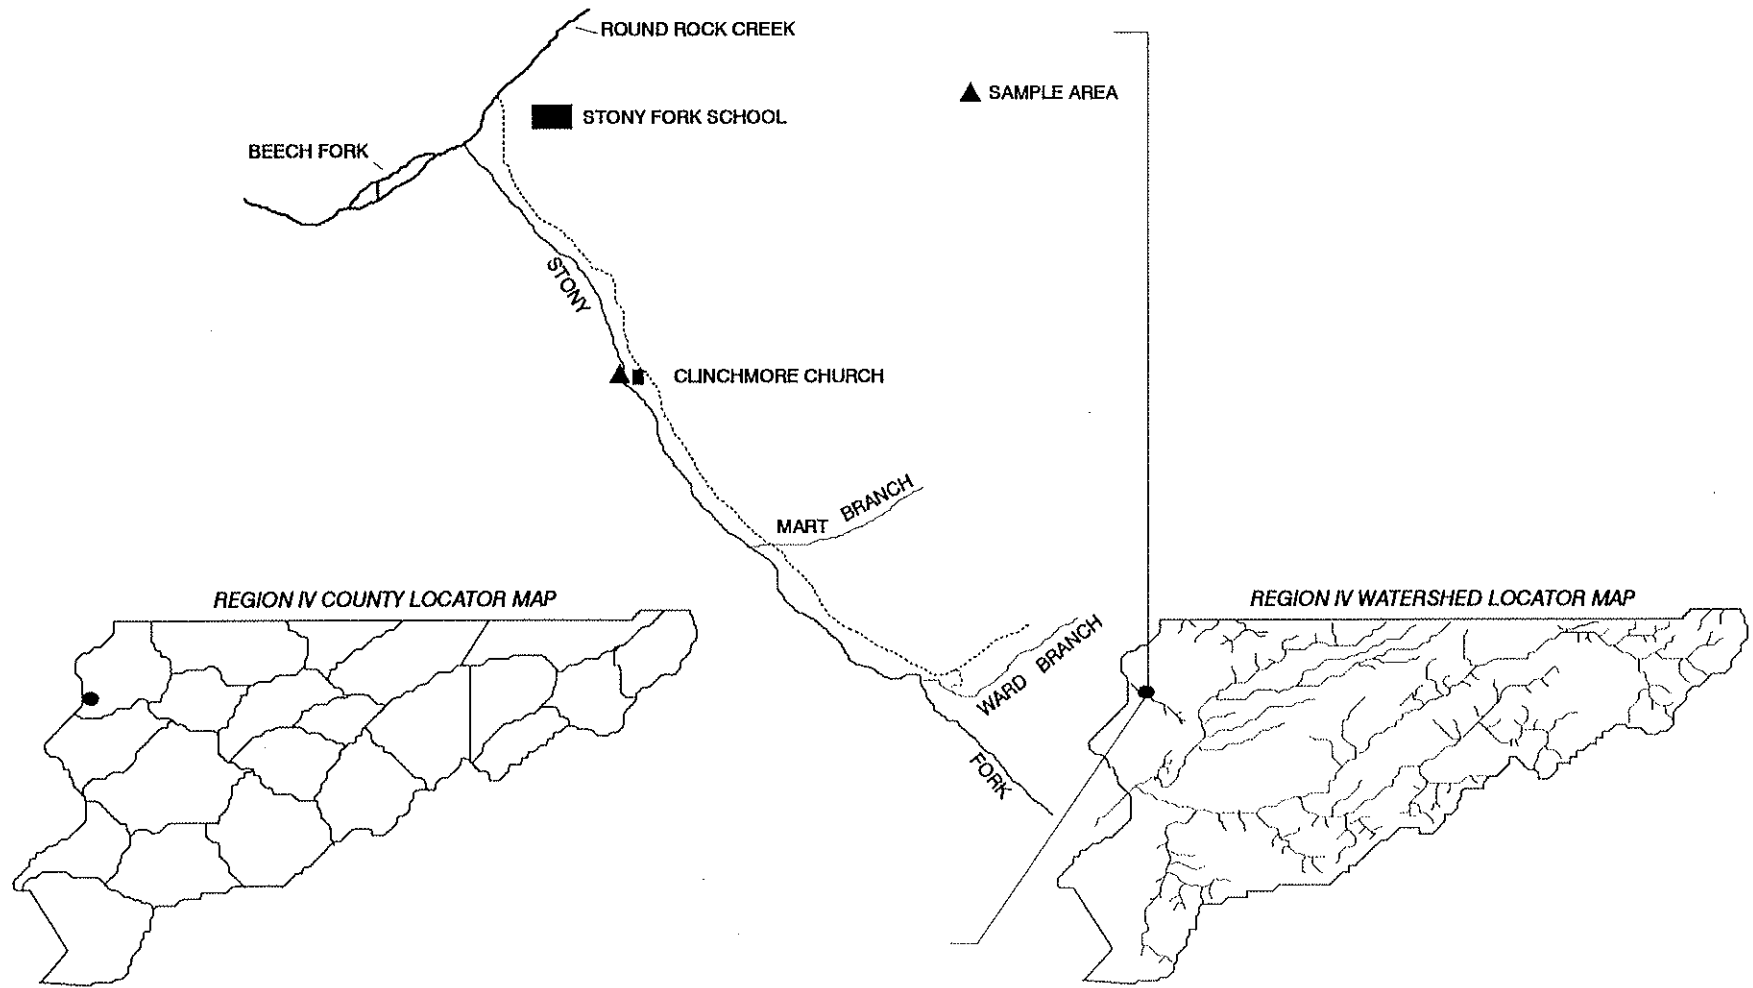 ROUND ROCK CREEK
SAMPLE AREA
STONY FORK SCHOOL
BEECH FORK
STONY
CLINCHMORE CHURCH
MART BRANCH
REGION IV COUNTY LOCATOR MAP
REGION IV WATERSHED LOCATOR MAP
WARD BRANCH
FORK